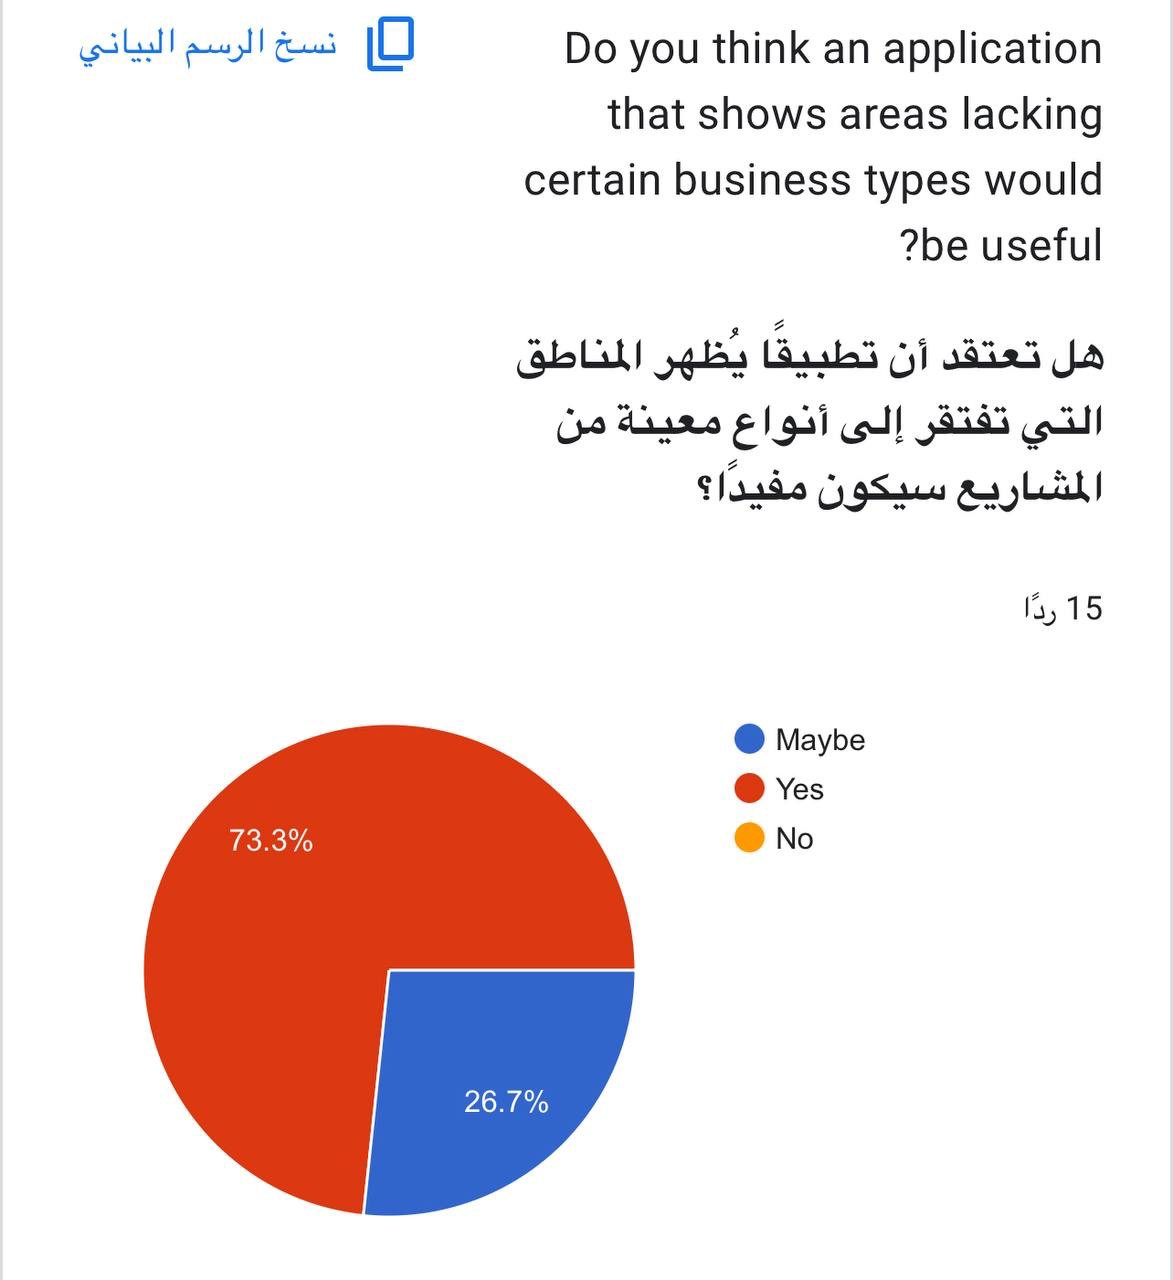 نسخ الرسم البياني
Do you think an application
that shows areas lacking
certain business types would
?be useful
هل تعتقد أن تطبيقًا يُظهر المناطق
التي تفتقر إلى أنواع معينة من
المشاريع سيكون مفيدًا؟
15 ردًا
Maybe
Yes
No
73.3%
26.7%